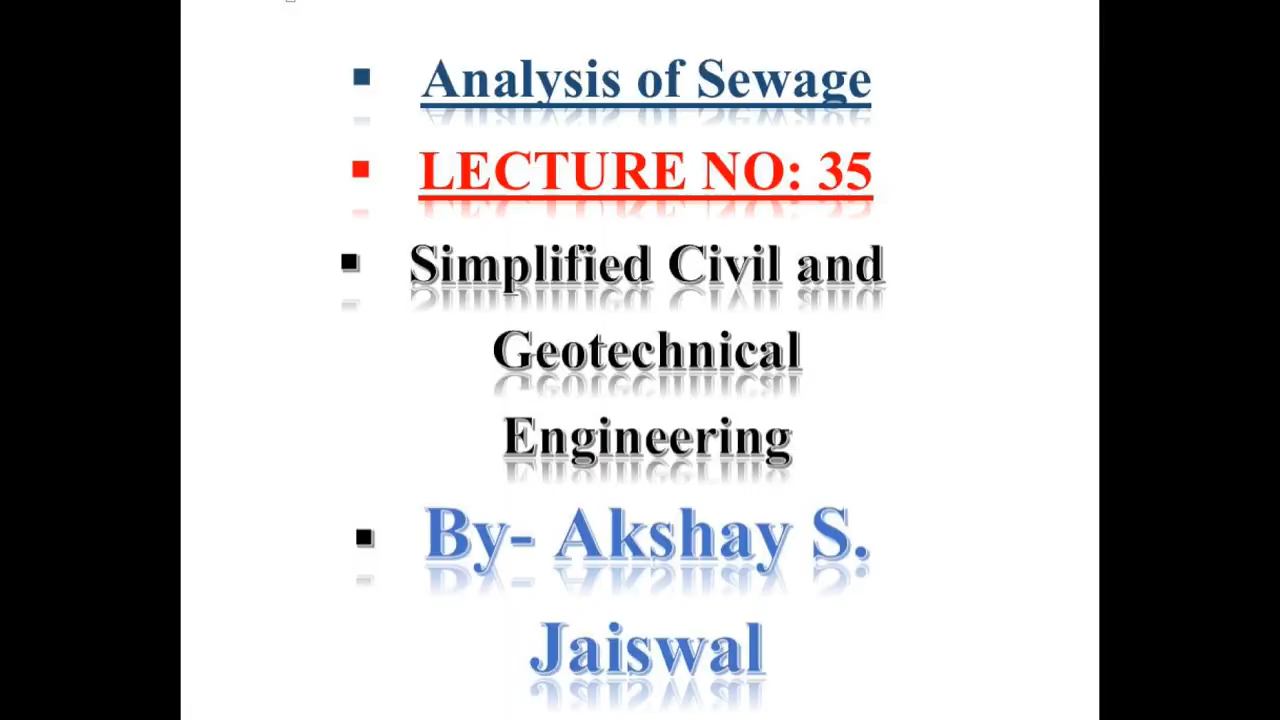 ▪ Analysis of Sewage
▪ LECTURE NO: 35
▪ Simplified Civil and
Geotechnical
Engineering
▪ By- Akshay S.
Jaiswal